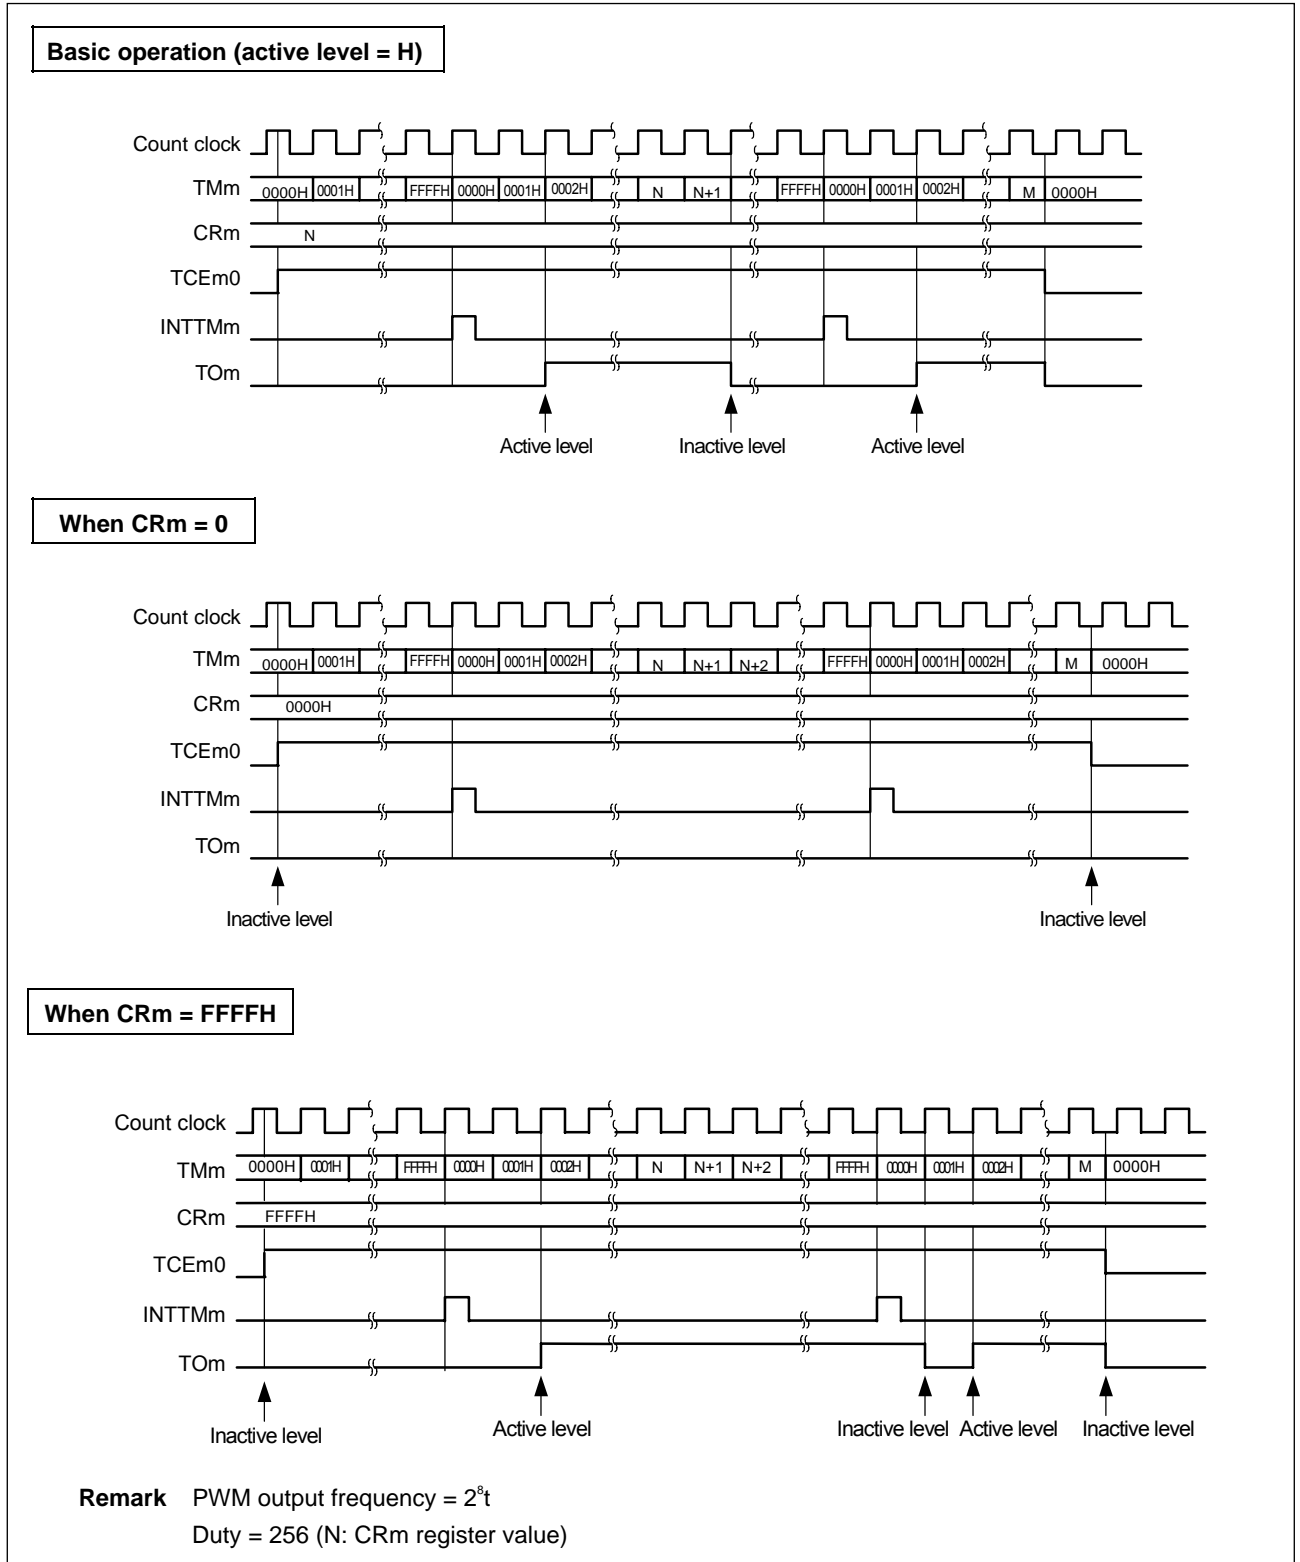 Basic operation (active level = H)
Count clock
TMm 0000H 0001H FFFFH 0000H 0001H 0002H N N+1 FFFFH 0000H 0001H 0002H M 0000H
CRm N
TCEm0
INTTMm
TOm
Active level Inactive level Active level
When CRm = 0
Count clock
TMm 0000H 0001H FFFFH 0000H 0001H 0002H N N+1 N+2 FFFFH 0000H 0001H 0002H M 0000H
CRm 0000H
TCEm0
INTTMm
TOm
Inactive level Inactive level
When CRm = FFFFH
Count clock
TMm 0000H 0001H FFFFH 0000H 0001H 0002H N N+1 N+2 FFFFH 0000H 0001H 0002H M 0000H
CRm FFFFH
TCEm0
INTTMm
TOm
Inactive level Active level Inactive level Active level Inactive level
Remark PWM output frequency = 2⁸t
Duty = 256 (N: CRm register value)